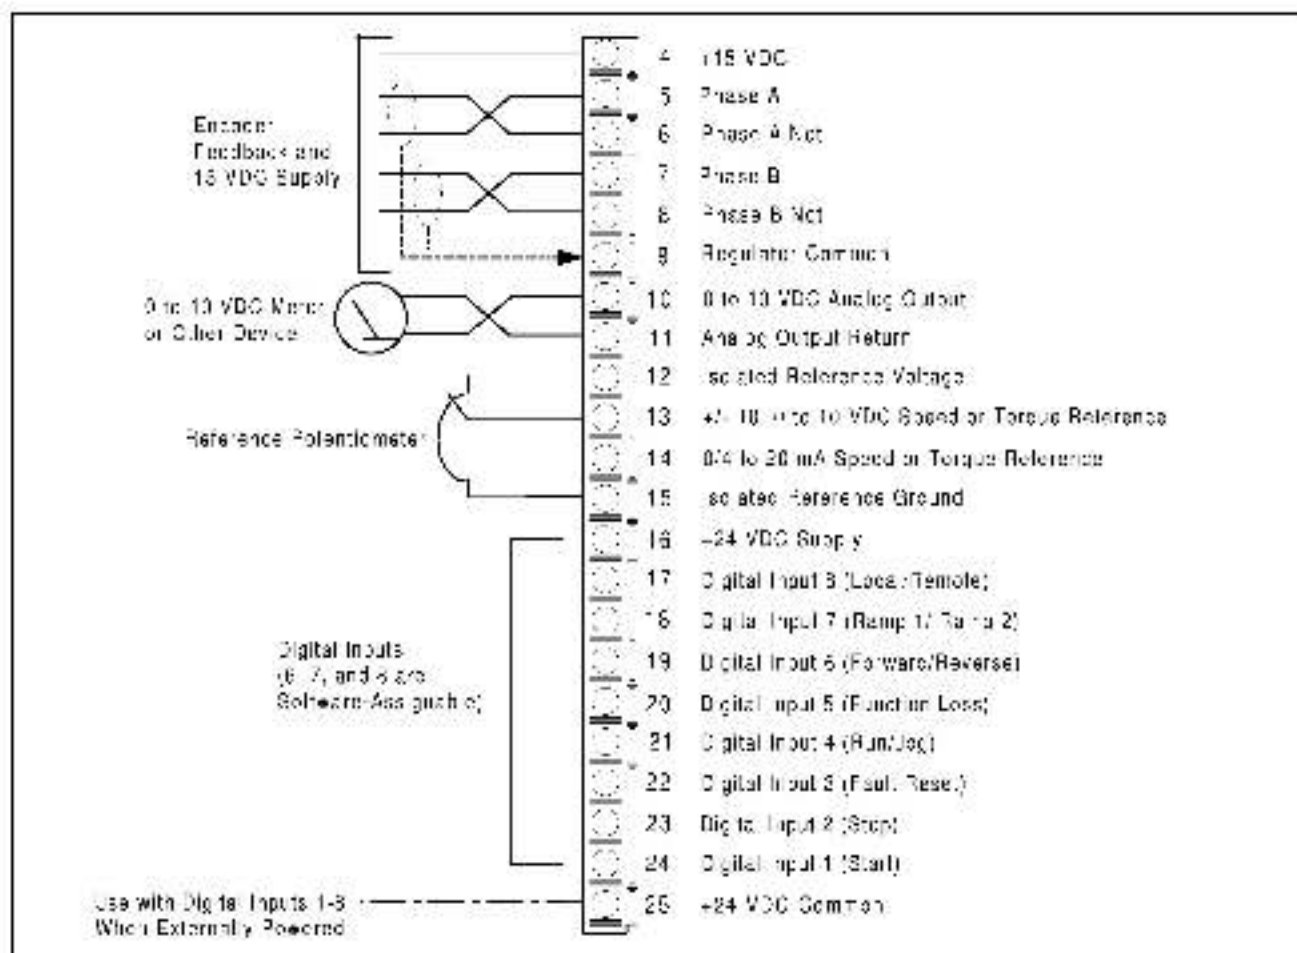 Encoder
Feedback and
15 VDC Supply
0 to 10 VDC Meter
or Other Device
Reference Potentiometer
Digital Inputs
(6, 7, and 8 are
Software-Assignable)
Use with Digital Inputs 1-8
When Externally Powered
4 +15 VDC
5 Phase A
6 Phase A Not
7 Phase B
8 Phase B Not
9 Regulator Common
10 0 to 10 VDC Analog Output
11 Analog Output Return
12 Isolated Reference Voltage
13 +/- 10, 0 to 10 VDC Speed or Torque Reference
14 0/4 to 20 mA Speed or Torque Reference
15 Isolated Reference Ground
16 +24 VDC Supply
17 Digital Input 8 (Local/Remote)
18 Digital Input 7 (Ramp 1/ Ramp 2)
19 Digital Input 6 (Forward/Reverse)
20 Digital Input 5 (Function Loss)
21 Digital Input 4 (Run/Jog)
22 Digital Input 3 (Fault Reset)
23 Digital Input 2 (Stop)
24 Digital Input 1 (Start)
25 +24 VDC Common